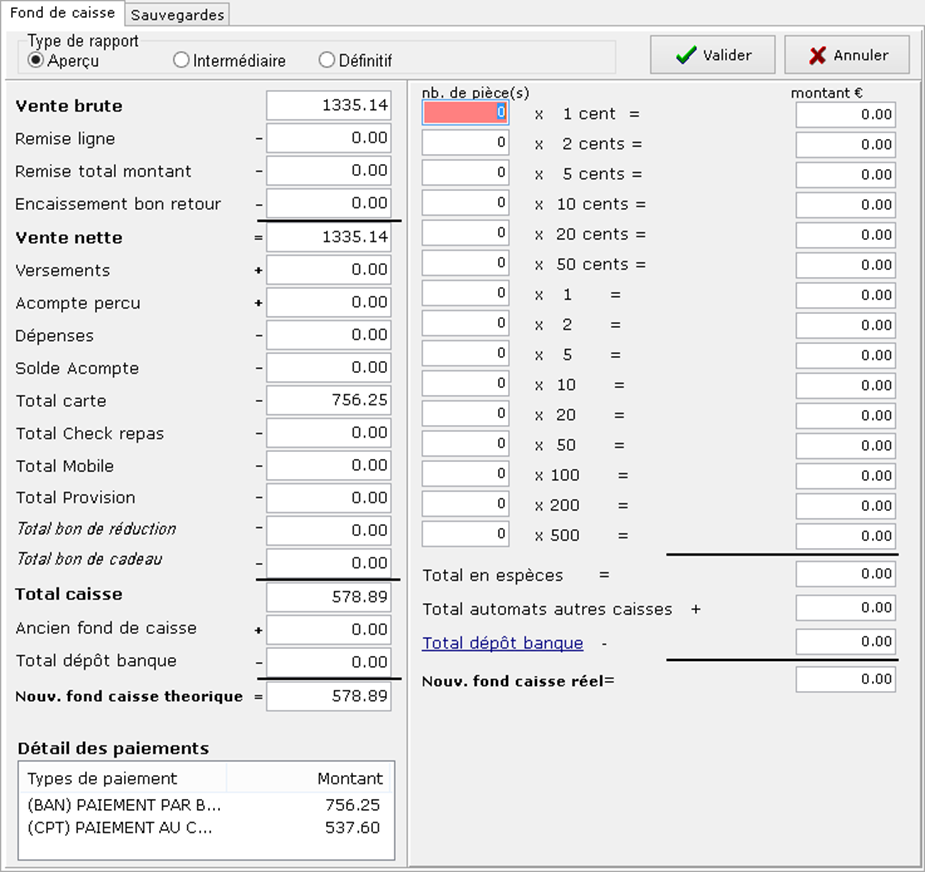 Fond de caisse Sauvegardes
Type de rapport
Aperçu Intermédiaire Définitif
Valider Annuler
Vente brute 1335.14
Remise ligne - 0.00
Remise total montant - 0.00
Encaissement bon retour - 0.00
Vente nette = 1335.14
Versements + 0.00
Acompte percu + 0.00
Dépenses - 0.00
Solde Acompte - 0.00
Total carte - 756.25
Total Check repas - 0.00
Total Mobile - 0.00
Total Provision - 0.00
Total bon de réduction - 0.00
Total bon de cadeau - 0.00
Total caisse 578.89
Ancien fond de caisse + 0.00
Total dépôt banque - 0.00
Nouv. fond caisse theorique = 578.89
Détail des paiements
Types de paiement Montant
(BAN) PAIEMENT PAR B... 756.25
(CPT) PAIEMENT AU C... 537.60
nb. de pièce(s) montant €
0 x 1 cent = 0.00
0 x 2 cents = 0.00
0 x 5 cents = 0.00
0 x 10 cents = 0.00
0 x 20 cents = 0.00
0 x 50 cents = 0.00
0 x 1 = 0.00
0 x 2 = 0.00
0 x 5 = 0.00
0 x 10 = 0.00
0 x 20 = 0.00
0 x 50 = 0.00
0 x 100 = 0.00
0 x 200 = 0.00
0 x 500 = 0.00
Total en espèces = 0.00
Total automats autres caisses + 0.00
Total dépôt banque - 0.00
Nouv. fond caisse réel= 0.00